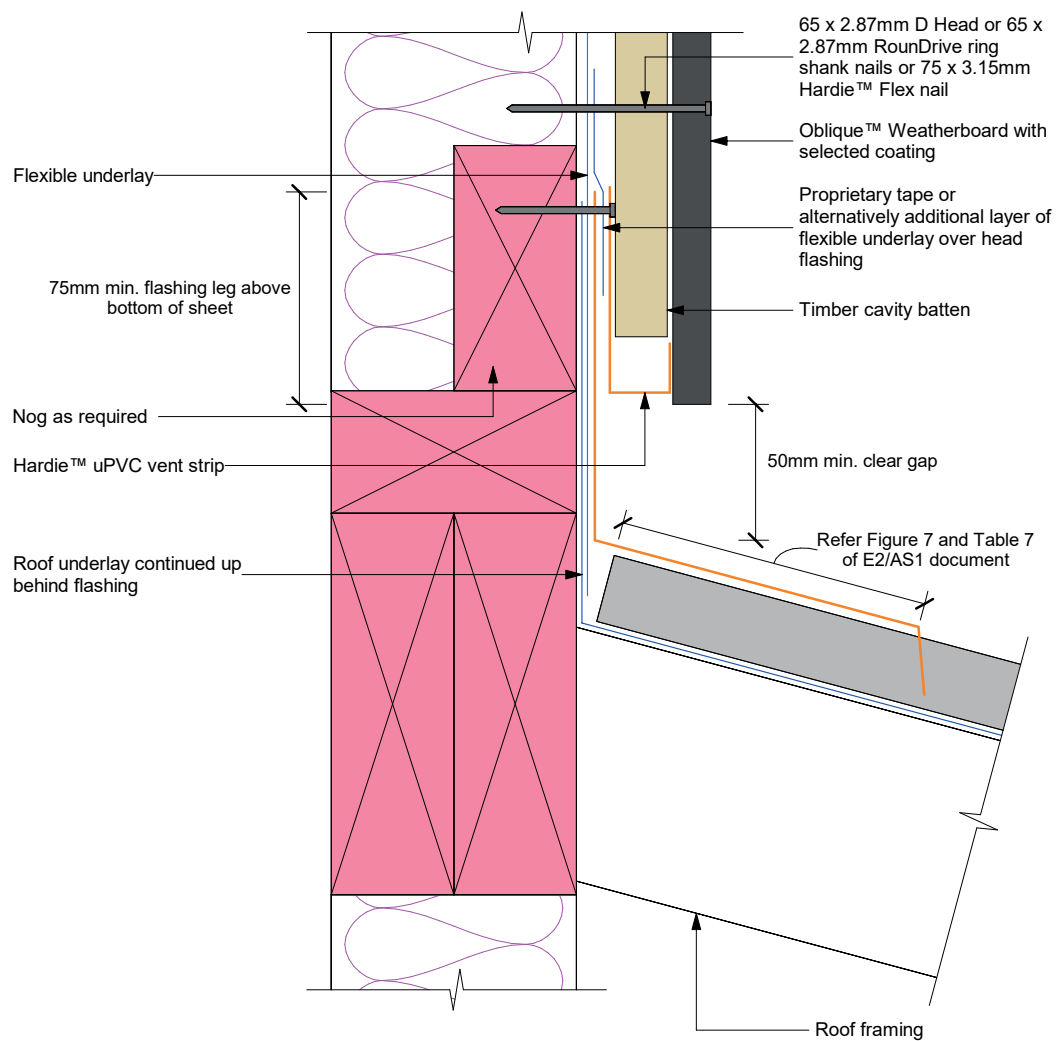 65 x 2.87mm D Head or 65 x
2.87mm RounDrive ring
shank nails or 75 x 3.15mm
Hardie™ Flex nail
Oblique™ Weatherboard with
selected coating
Flexible underlay
Proprietary tape or
alternatively additional layer of
flexible underlay over head
flashing
75mm min. flashing leg above
bottom of sheet
Timber cavity batten
Nog as required
Hardie™ uPVC vent strip
50mm min. clear gap
Refer Figure 7 and Table 7
of E2/AS1 document
Roof underlay continued up
behind flashing
Roof framing